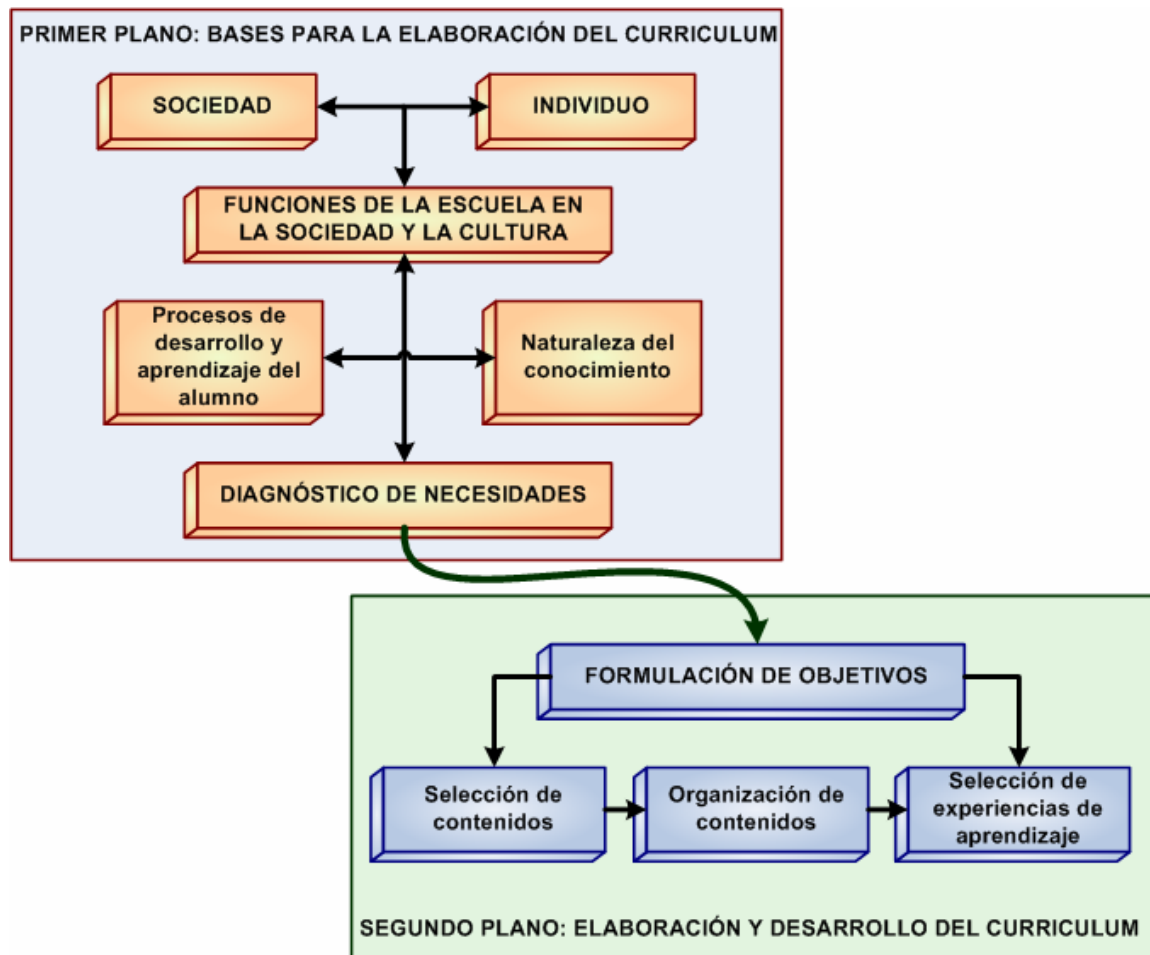 PRIMER PLANO: BASES PARA LA ELABORACIÓN DEL CURRICULUM
SOCIEDAD
INDIVIDUO
FUNCIONES DE LA ESCUELA EN
LA SOCIEDAD Y LA CULTURA
Procesos de
desarrollo y
aprendizaje del
alumno
Naturaleza del
conocimiento
DIAGNÓSTICO DE NECESIDADES
FORMULACIÓN DE OBJETIVOS
Selección de
contenidos
Organización de
contenidos
Selección de
experiencias de
aprendizaje
SEGUNDO PLANO: ELABORACIÓN Y DESARROLLO DEL CURRICULUM